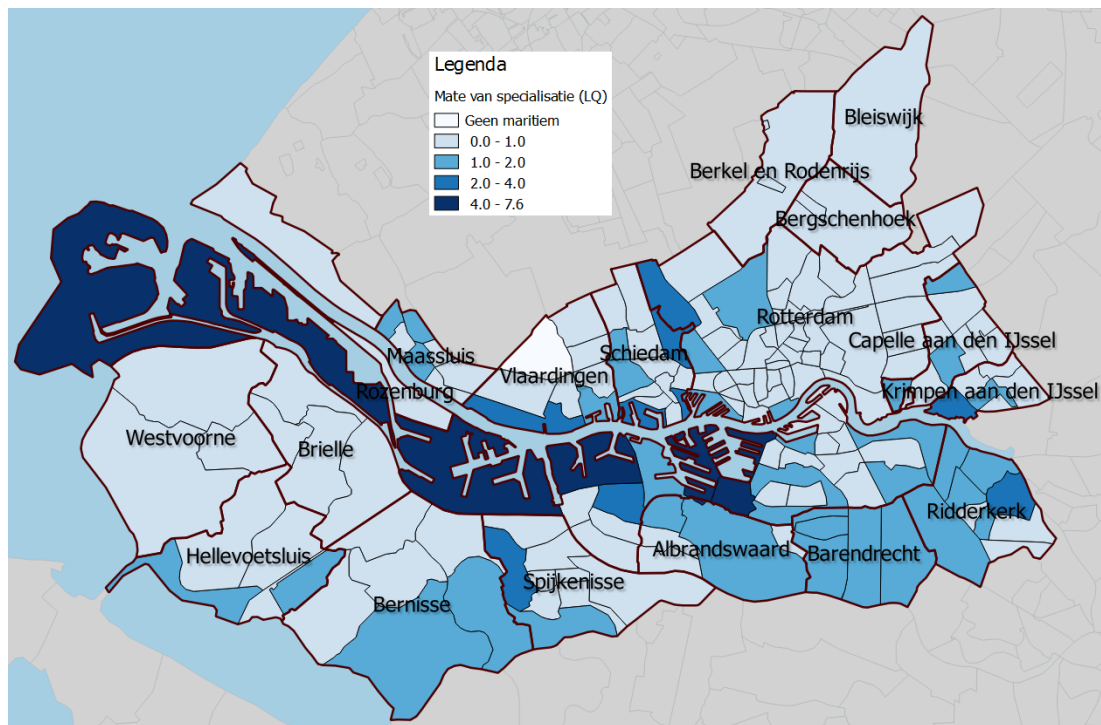 Legenda
Mate van specialisatie (LQ)
Geen maritiem
0.0 - 1.0
1.0 - 2.0
2.0 - 4.0
4.0 - 7.6
Bleiswijk
Berkel en Rodenrijs
Bergschenhoek
Rotterdam
Capelle aan den IJssel
Schiedam
Maassluis
Vlaardingen
Rozenburg
Krimpen aan den IJssel
Westvoorne
Brielle
Ridderkerk
Hellevoetsluis
Albrandswaard
Barendrecht
Spijkenisse
Bernisse